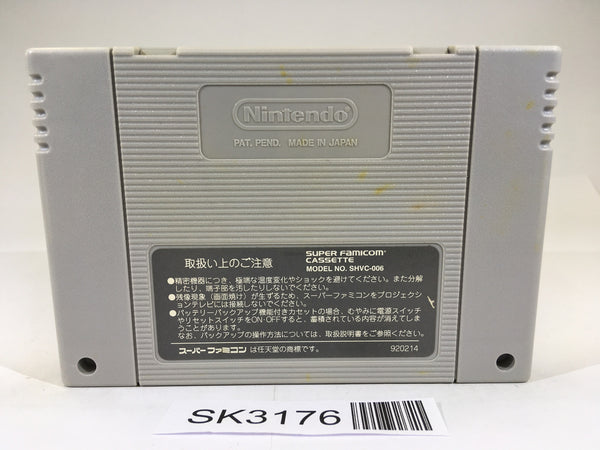 Nintendo
PAT. PEND. MADE IN JAPAN
取扱い上のご注意
SUPER FAMICOM
CASSETTE
MODEL NO. SHVC-006
●精密機器につき、極端な温度変化やショックを避けてください。また分解
したり、端子部を汚したりしないでください。
●残像現象（画面焼け）が生ずるため、スーパーファミコンをプロジェクシ
ョンテレビには接続しないでください。
●バッテリーバックアップ機能付きカセットの場合、むやみに電源スイッチ
やリセットスイッチをON・OFFすると、蓄積されている内容が消えてしま
うことがあります。
なお、バックアップの操作方法については、取扱説明書をご参照ください。
スーパーファミコンは任天堂の商標です。
920214
SK3176